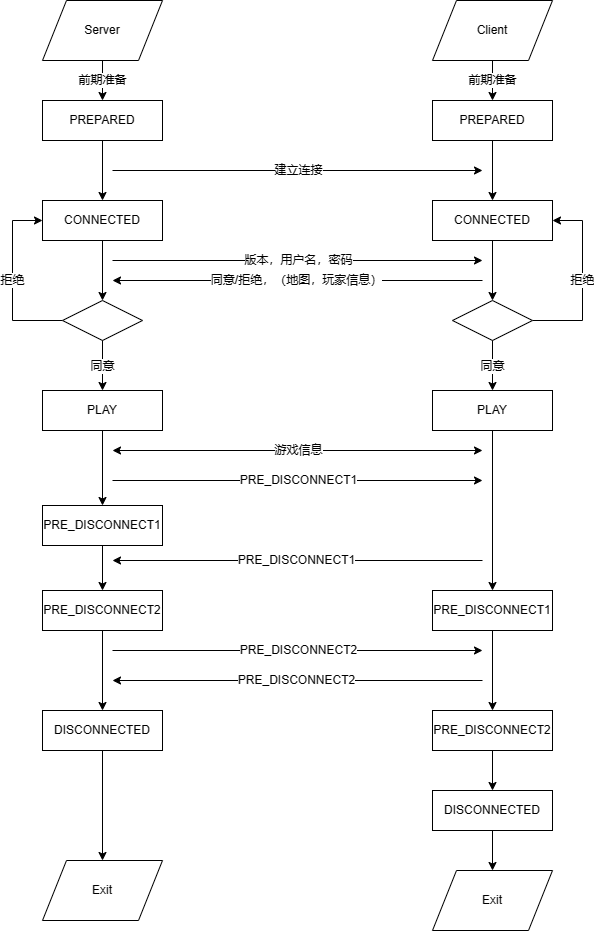 Server
Client
前期准备
前期准备
PREPARED
PREPARED
建立连接
CONNECTED
CONNECTED
版本，用户名，密码
拒绝
同意/拒绝，（地图，玩家信息）
拒绝
同意
同意
PLAY
PLAY
游戏信息
PRE_DISCONNECT1
PRE_DISCONNECT1
PRE_DISCONNECT1
PRE_DISCONNECT2
PRE_DISCONNECT1
PRE_DISCONNECT2
PRE_DISCONNECT2
DISCONNECTED
PRE_DISCONNECT2
DISCONNECTED
Exit
Exit